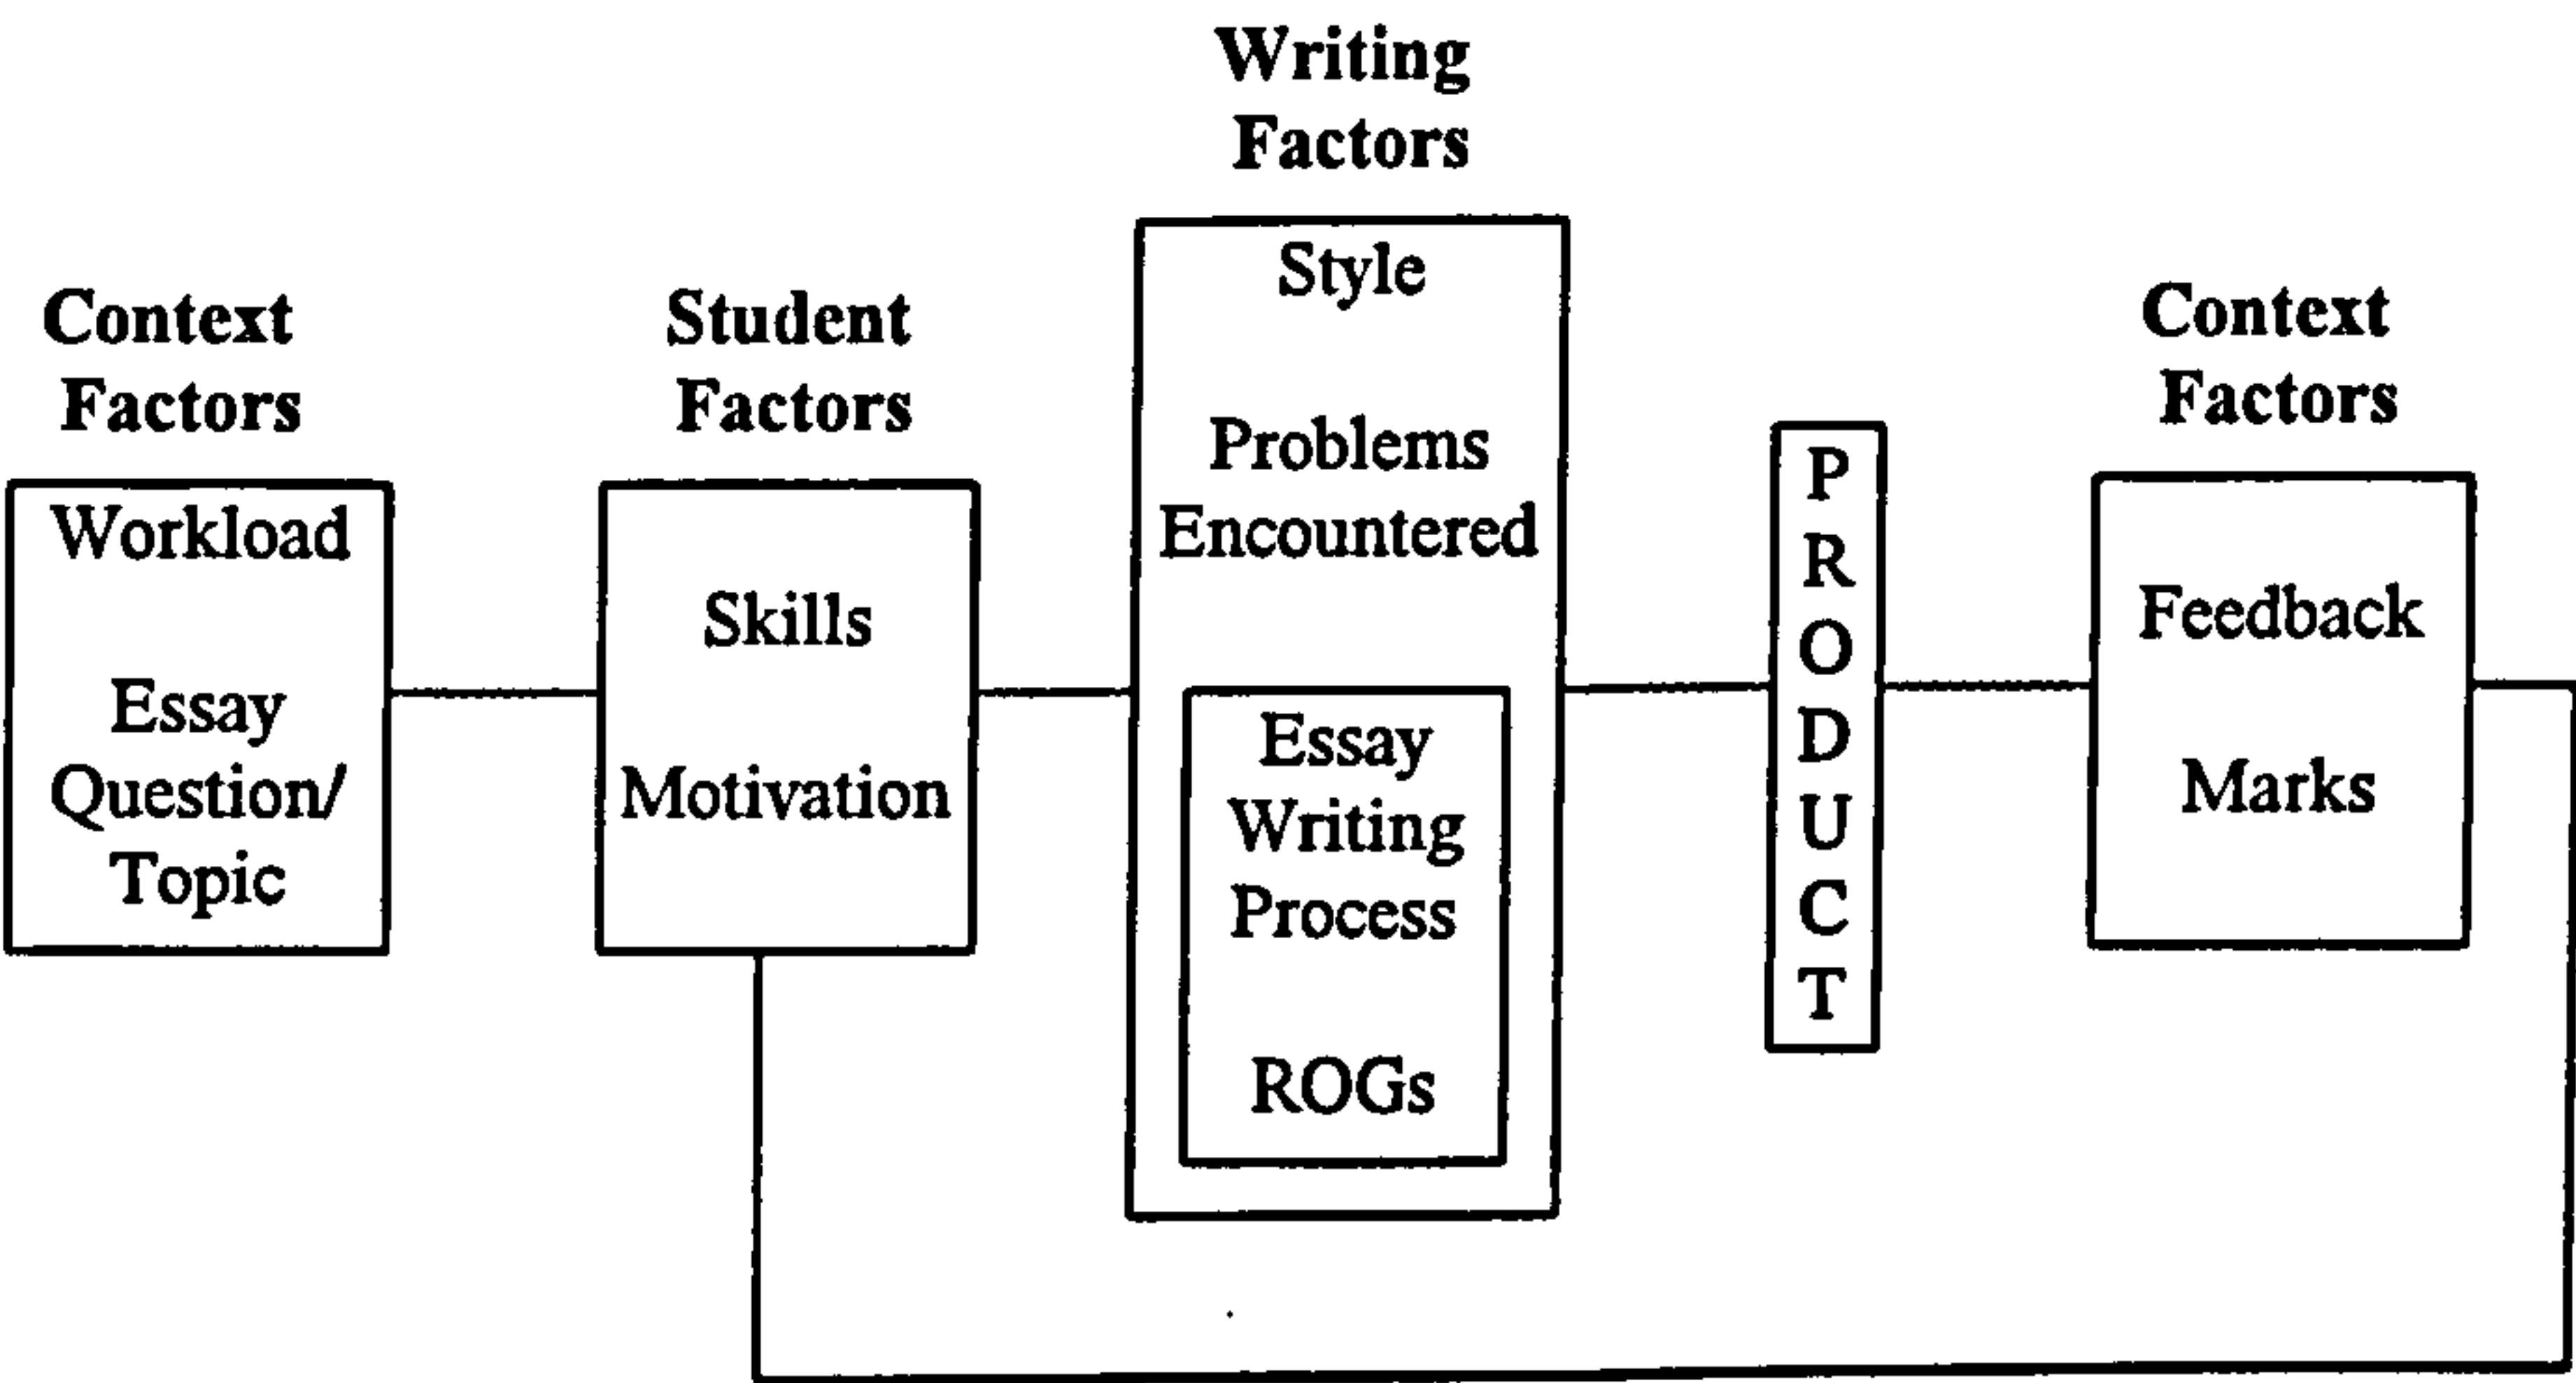 Context
Factors
Workload
Essay
Question/
Topic
Student
Factors
Skills
Motivation
Writing
Factors
Style
Problems
Encountered
Essay
Writing
Process
ROGs
P
R
O
D
U
C
T
Context
Factors
Feedback
Marks